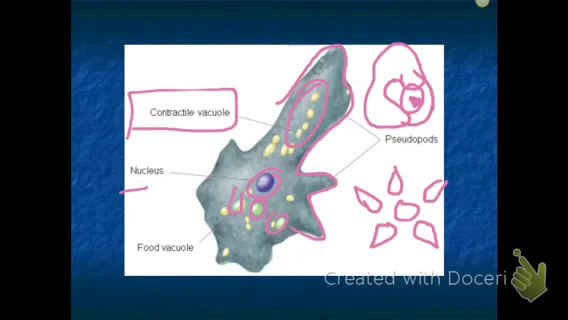 Contractile vacuole
Pseudopods
Nucleus
Food vacuole
Created with Doceri